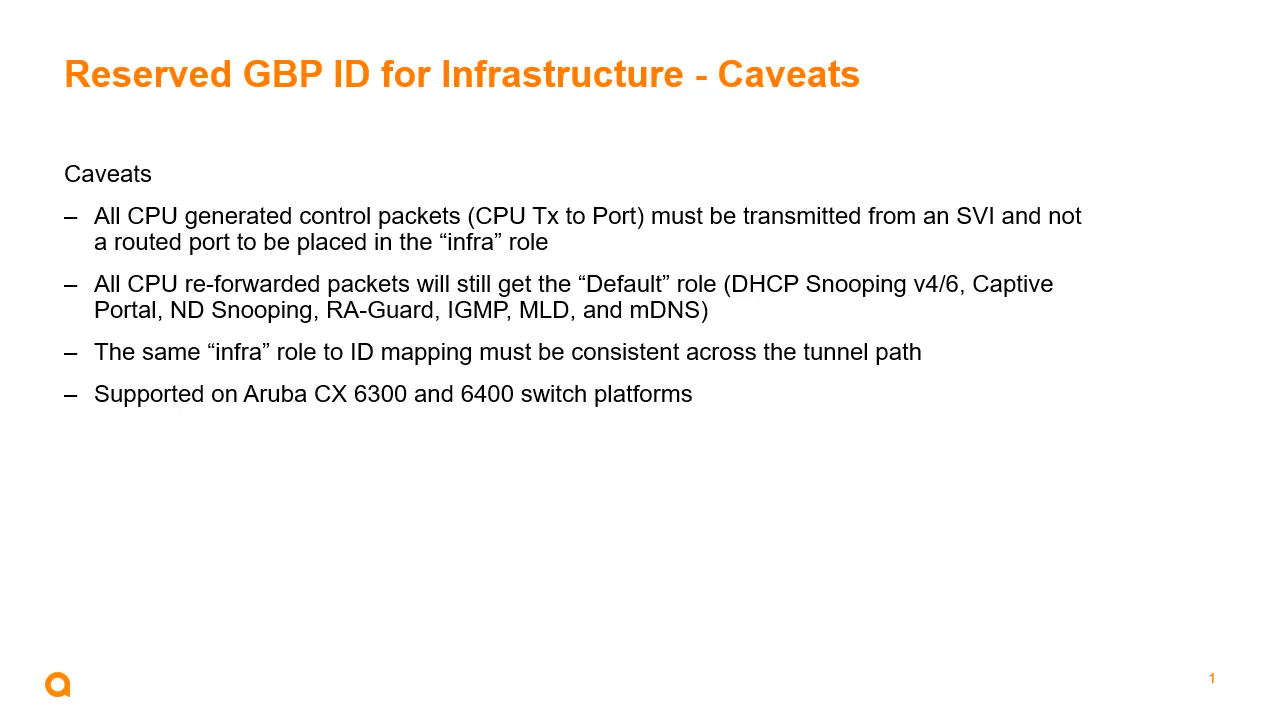 Reserved GBP ID for Infrastructure - Caveats
Caveats
– All CPU generated control packets (CPU Tx to Port) must be transmitted from an SVI and not
a routed port to be placed in the “infra” role
– All CPU re-forwarded packets will still get the “Default” role (DHCP Snooping v4/6, Captive
Portal, ND Snooping, RA-Guard, IGMP, MLD, and mDNS)
– The same “infra” role to ID mapping must be consistent across the tunnel path
– Supported on Aruba CX 6300 and 6400 switch platforms
1